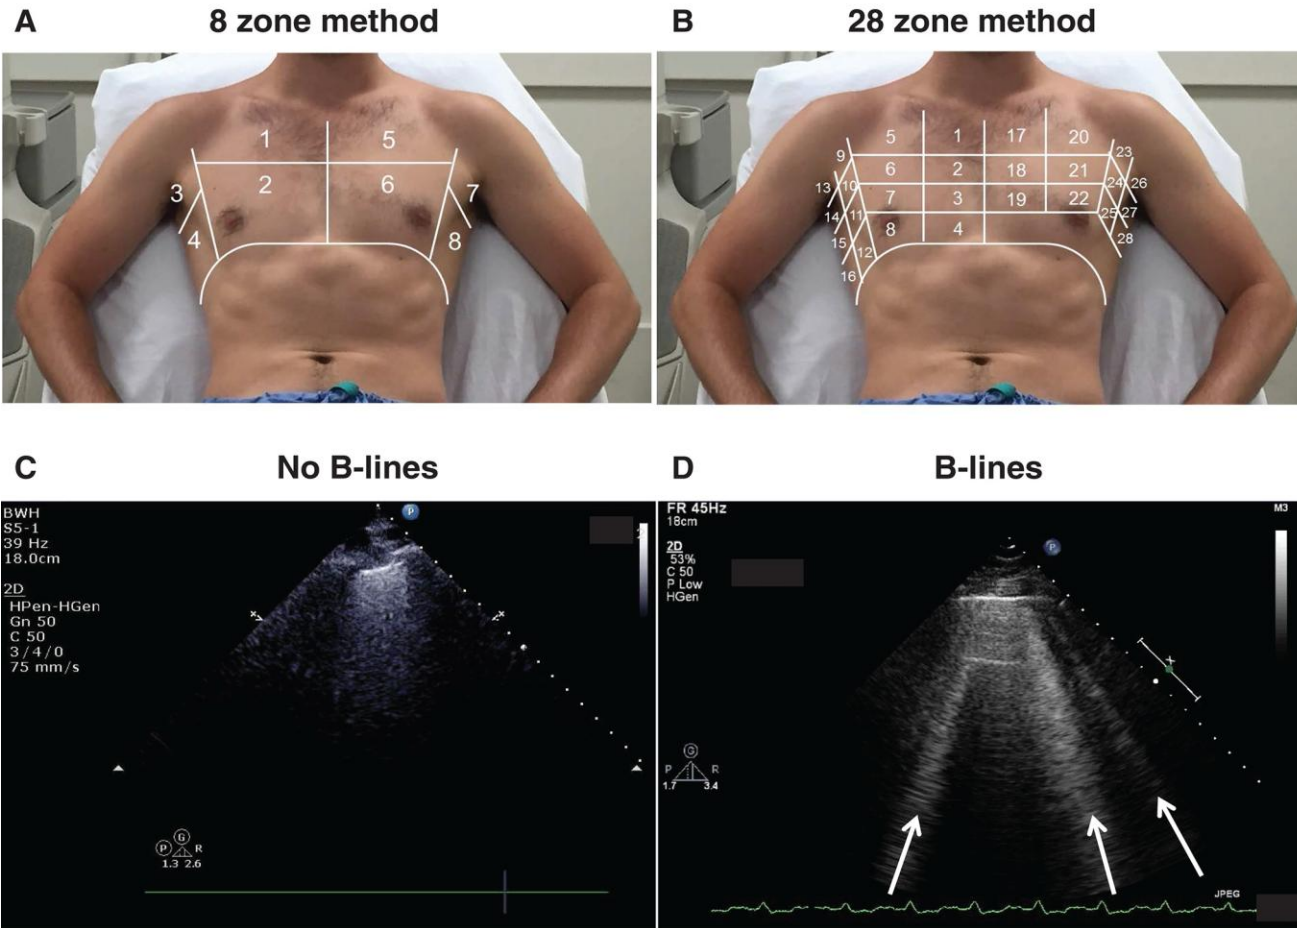 A 8 zone method
1 5
2 6
3 7
4 8
B 28 zone method
5 1 17 20
9 23
6 2 18 21
13 10 24 26
7 3 19 22
14 11 25 27
8 4
15 12 28
16
C No B-lines
BWH
S5-1
39 Hz
18.0cm
2D
HPen-HGen
Gn 50
C 50
3/4/0
75 mm/s
P
G
P R
1.3 2.6
D B-lines
FR 45Hz
18cm
2D
53%
C 50
P Low
HGen
M3
P
G
P R
1.7 3.4
JPEG